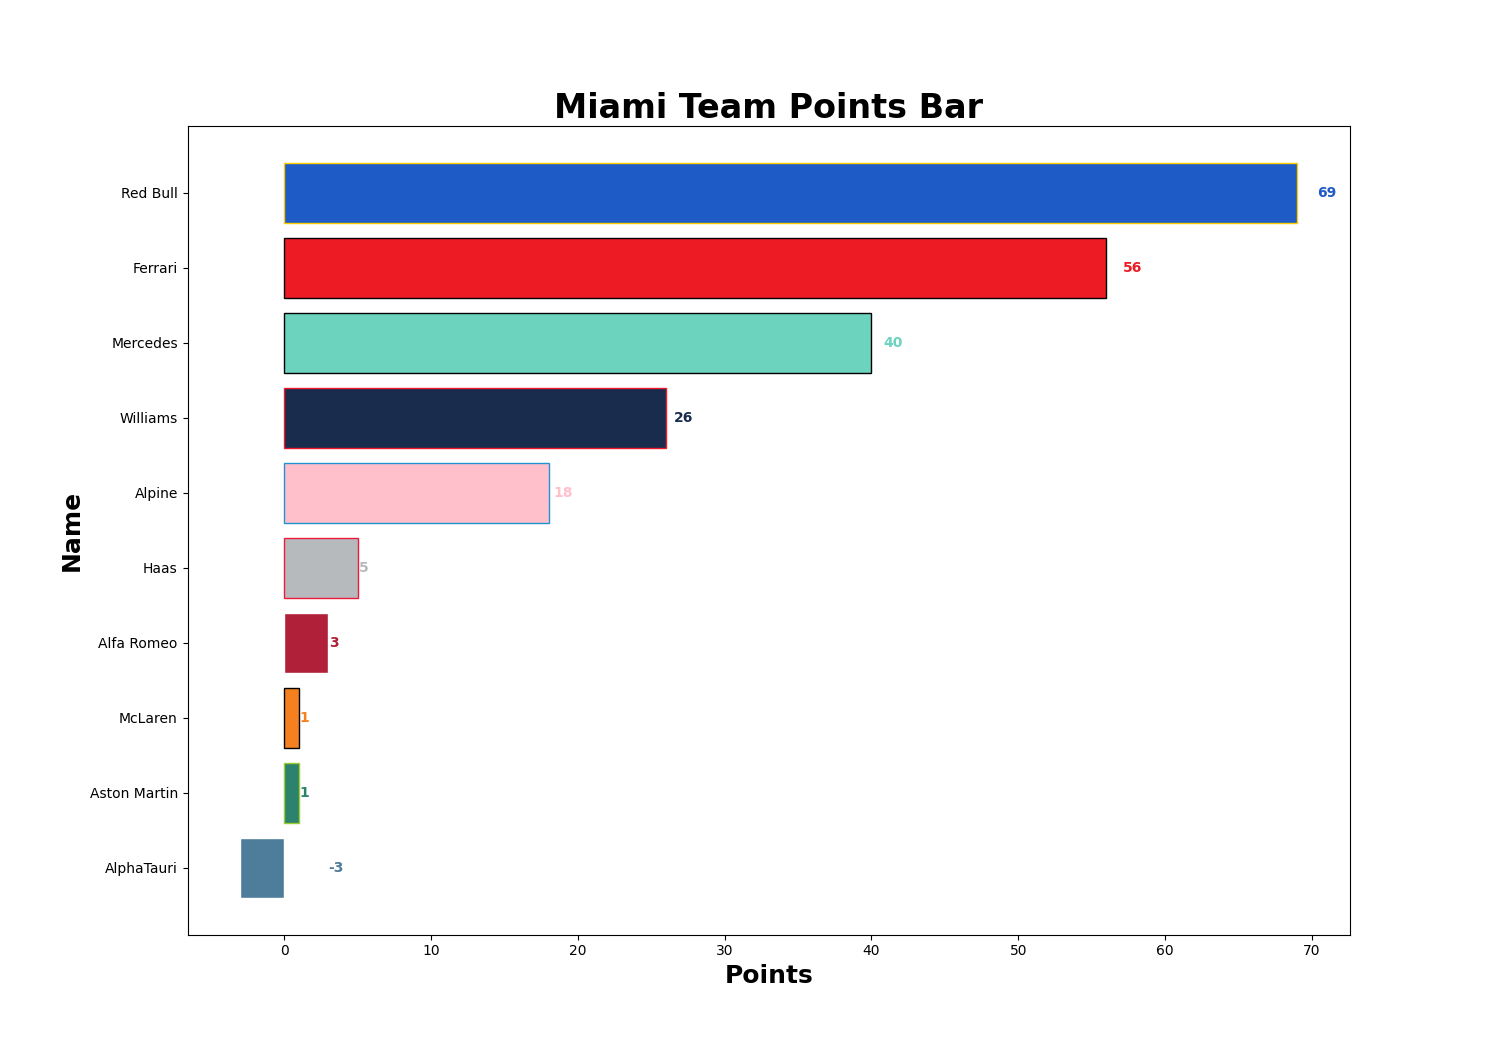 Miami Team Points Bar
Red Bull 69
Ferrari 56
Mercedes 40
Williams 26
Alpine 18
Haas 5
Alfa Romeo 3
McLaren 1
Aston Martin 1
AlphaTauri -3
0 10 20 30 40 50 60 70
Points
Name